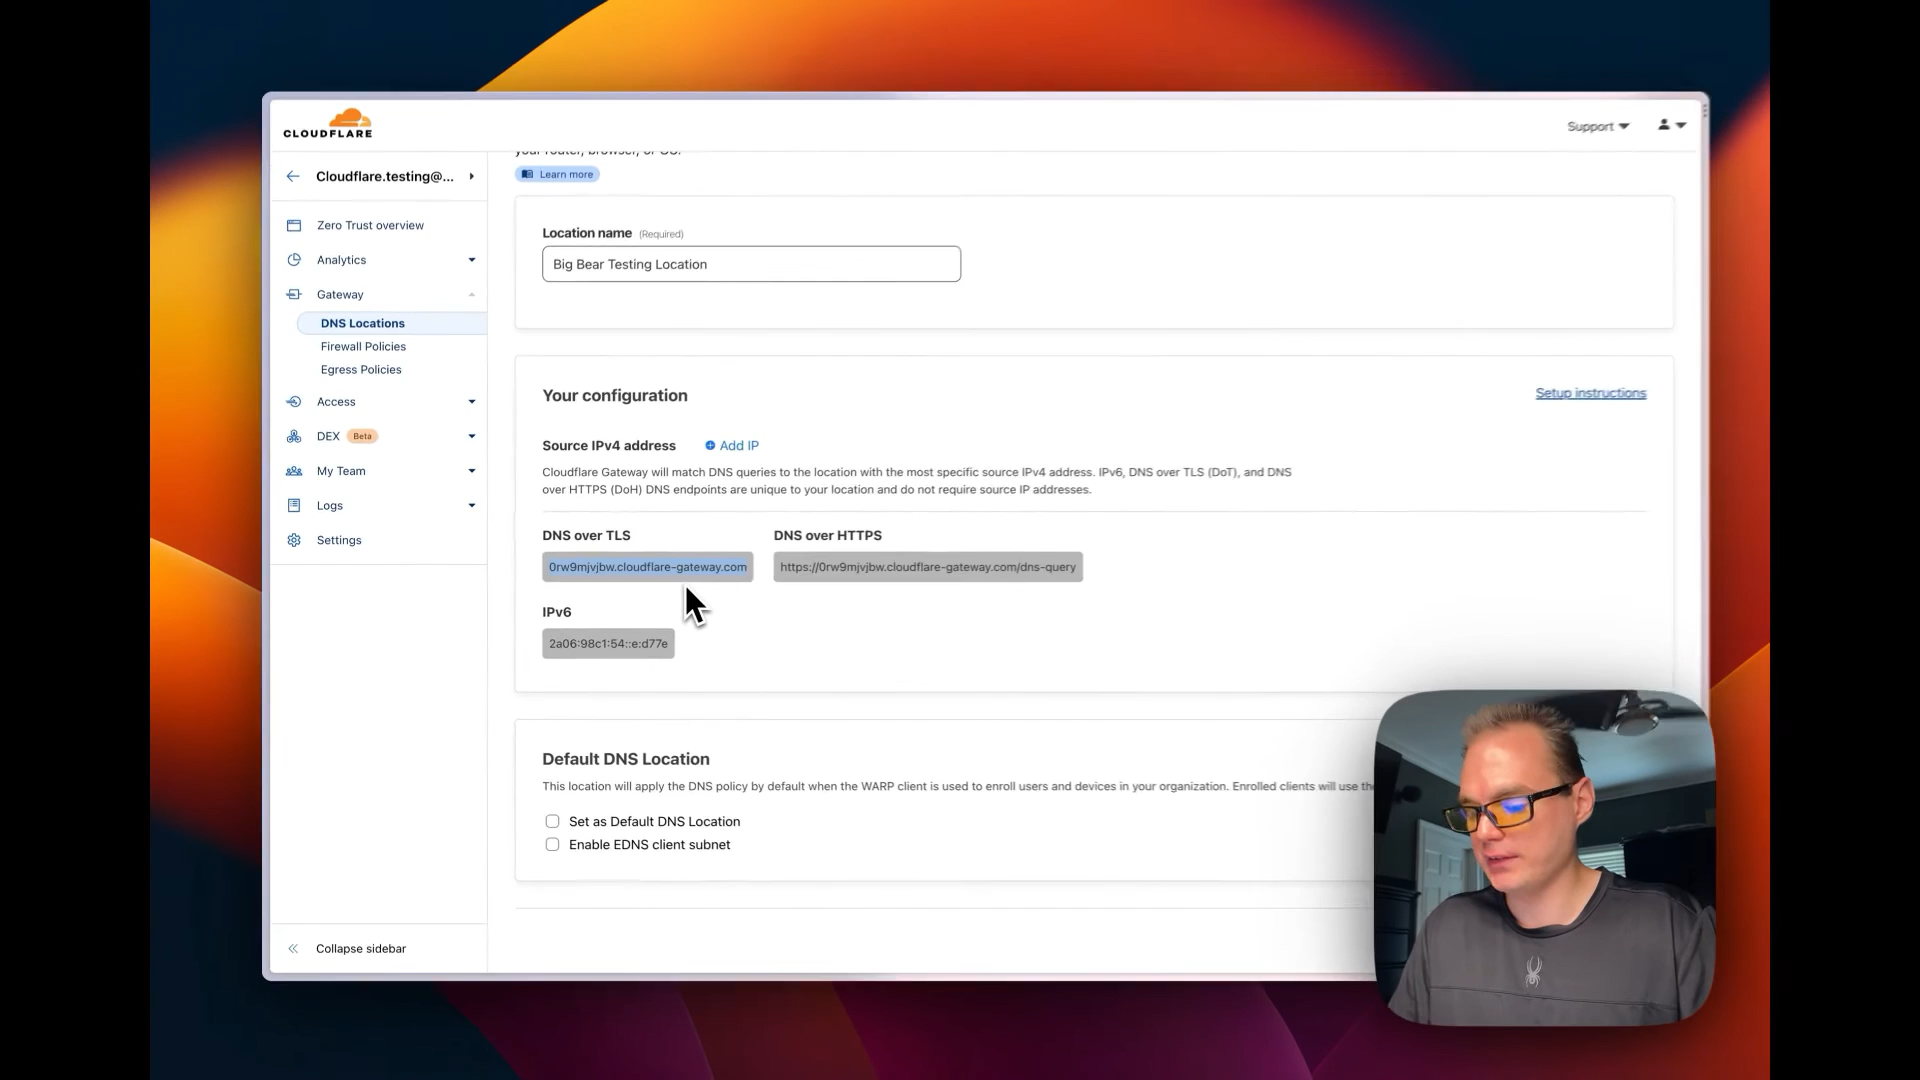 CLOUDFLARE
Support
your router, browser, or OS.
Cloudflare.testing@...
Learn more
Zero Trust overview
Location name (Required)
Analytics
Big Bear Testing Location
Gateway
DNS Locations
Firewall Policies
Egress Policies
Your configuration
Setup instructions
Access
DEX Beta
Source IPv4 address
Add IP
My Team
Cloudflare Gateway will match DNS queries to the location with the most specific source IPv4 address. IPv6, DNS over TLS (DoT), and DNS
over HTTPS (DoH) DNS endpoints are unique to your location and do not require source IP addresses.
Logs
Settings
DNS over TLS
DNS over HTTPS
0rw9mjvjbw.cloudflare-gateway.com
https://0rw9mjvjbw.cloudflare-gateway.com/dns-query
IPv6
2a06:98c1:54::e:d77e
Default DNS Location
This location will apply the DNS policy by default when the WARP client is used to enroll users and devices in your organization. Enrolled clients will use the
Set as Default DNS Location
Enable EDNS client subnet
Collapse sidebar